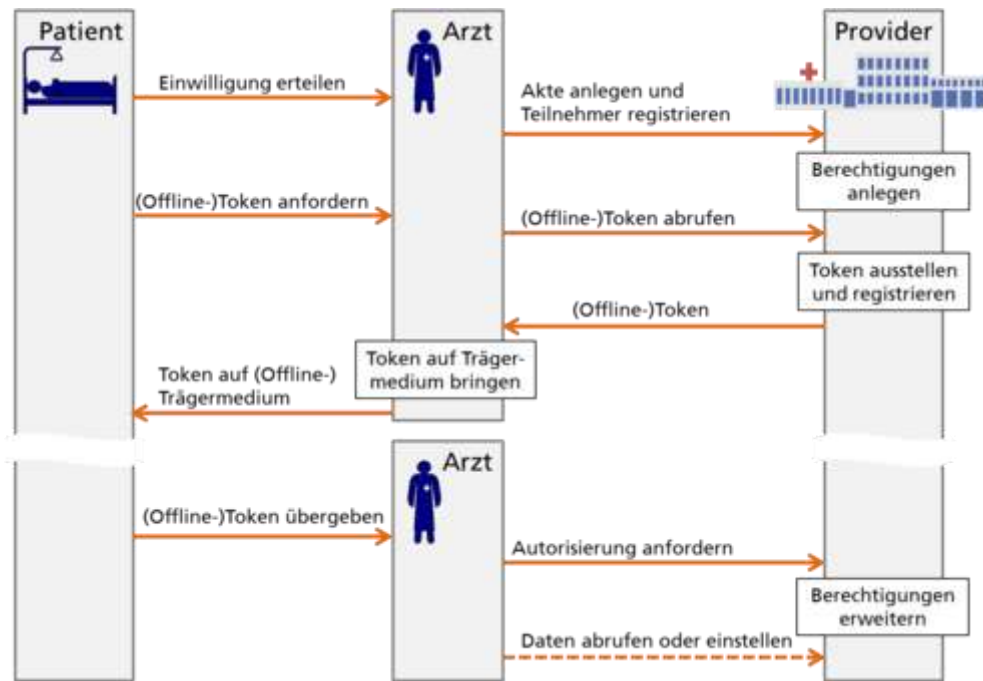 Patient
Arzt
Provider
Einwilligung erteilen
Akte anlegen und
Teilnehmer registrieren
Berechtigungen
anlegen
(Offline-)Token anfordern
(Offline-)Token abrufen
Token ausstellen
und registrieren
(Offline-)Token
Token auf Träger-
medium bringen
Token auf (Offline-)
Trägermedium
Arzt
(Offline-)Token übergeben
Autorisierung anfordern
Berechtigungen
erweitern
Daten abrufen oder einstellen